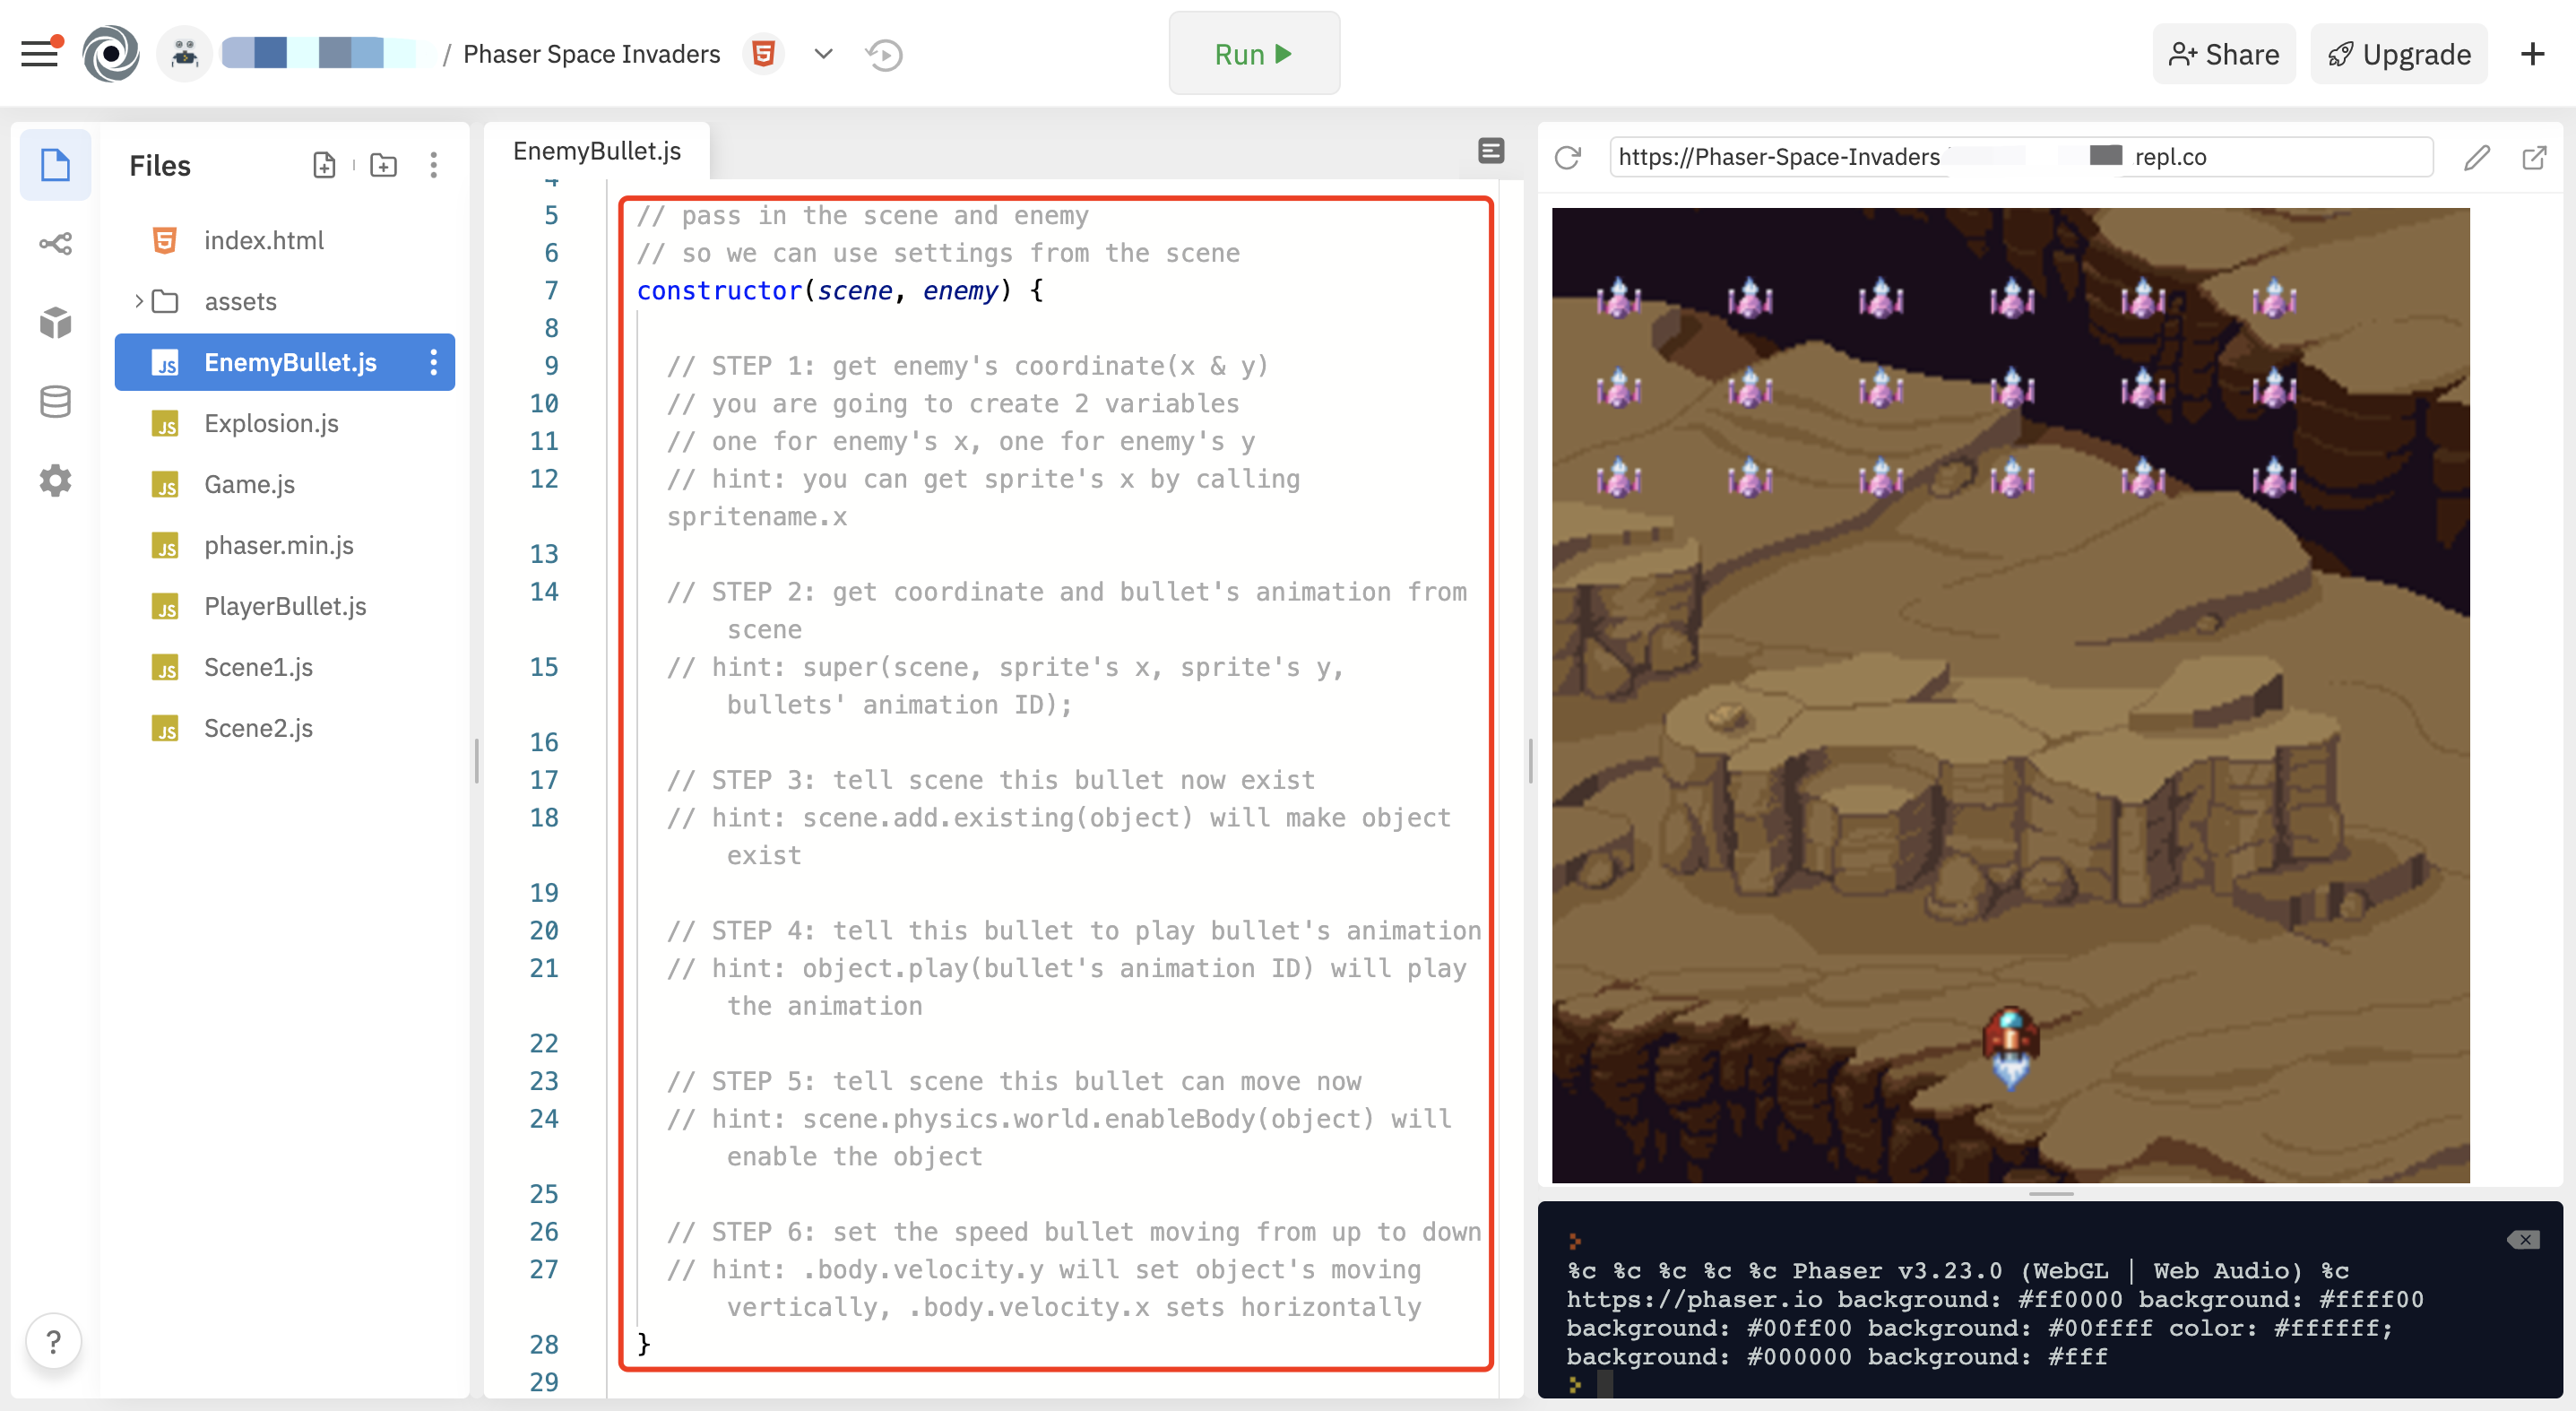 / Phaser Space Invaders
Run
Share
Upgrade
Files
index.html
assets
EnemyBullet.js
Explosion.js
Game.js
phaser.min.js
PlayerBullet.js
Scene1.js
Scene2.js
?
EnemyBullet.js
4
5 // pass in the scene and enemy
6 // so we can use settings from the scene
7 constructor(scene, enemy) {
8
9 // STEP 1: get enemy's coordinate(x & y)
10 // you are going to create 2 variables
11 // one for enemy's x, one for enemy's y
12 // hint: you can get sprite's x by calling
spritename.x
13
14 // STEP 2: get coordinate and bullet's animation from
scene
15 // hint: super(scene, sprite's x, sprite's y,
bullets' animation ID);
16
17 // STEP 3: tell scene this bullet now exist
18 // hint: scene.add.existing(object) will make object
exist
19
20 // STEP 4: tell this bullet to play bullet's animation
21 // hint: object.play(bullet's animation ID) will play
the animation
22
23 // STEP 5: tell scene this bullet can move now
24 // hint: scene.physics.world.enableBody(object) will
enable the object
25
26 // STEP 6: set the speed bullet moving from up to down
27 // hint: .body.velocity.y will set object's moving
vertically, .body.velocity.x sets horizontally
28 }
29
https://Phaser-Space-Invaders repl.co
%c %c %c %c %c Phaser v3.23.0 (WebGL | Web Audio) %c
https://phaser.io background: #ff0000 background: #ffff00
background: #00ff00 background: #00ffff color: #ffffff;
background: #000000 background: #fff